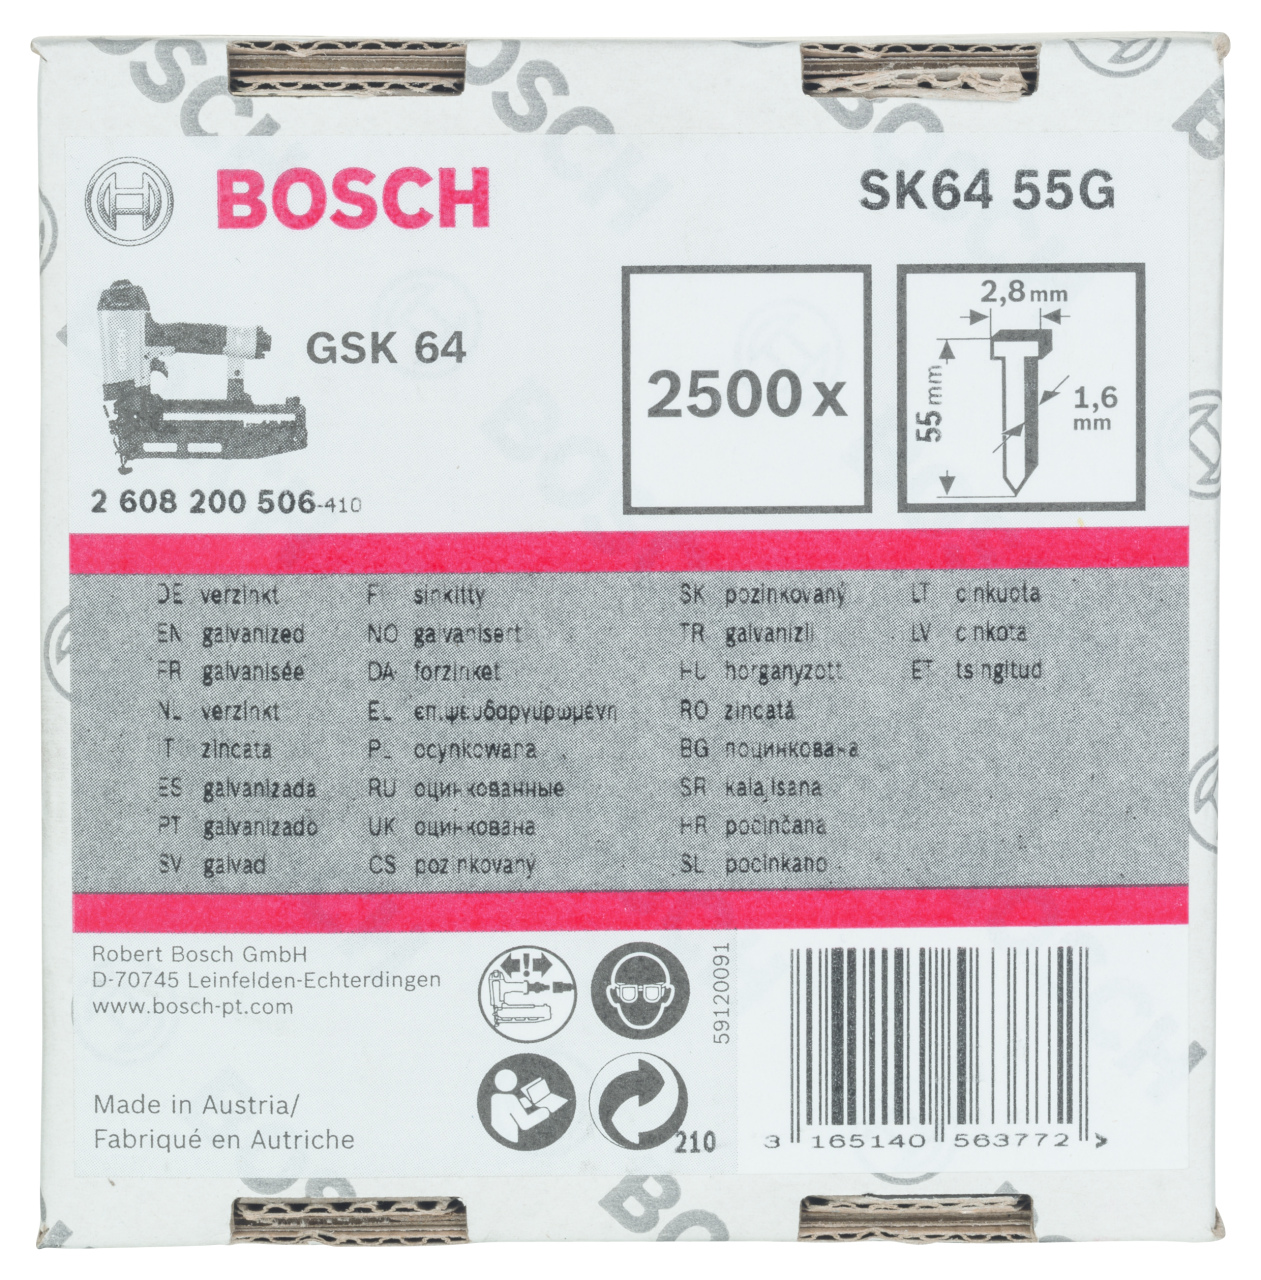 BOSCH
SK64 55G
GSK 64
2 608 200 506-410
2500 x
2,8 mm
55 mm
1,6 mm
DE verzinkt
EN galvanized
FR galvanisée
NL verzinkt
IT zincata
ES galvanizada
PT galvanizado
SV galvad
FI sinkitty
NO galvanisert
DA forzinket
EL επιψευδαργυρωμένη
PL ocynkowana
RU оцинкованные
UK оцинкована
CS pozinkovaný
SK pozinkovaný
TR galvanizli
HU horganyzott
RO zincată
BG поцинкована
SR kalajisana
HR pocinčana
SL pocinkano
LT cinkuota
LV cinkota
ET tsingitud
Robert Bosch GmbH
D-70745 Leinfelden-Echterdingen
www.bosch-pt.com
Made in Austria/
Fabriqué en Autriche
210
59120091
3 165140 563772 >